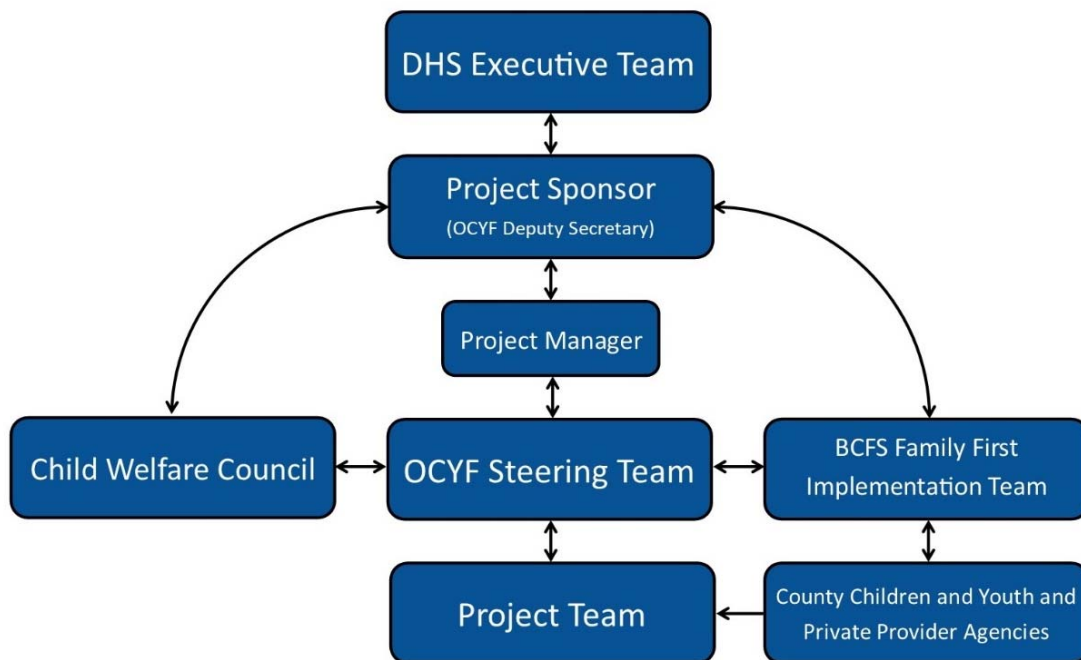 DHS Executive Team
Project Sponsor
(OCYF Deputy Secretary)
Project Manager
Child Welfare Council
OCYF Steering Team
BCFS Family First
Implementation Team
Project Team
County Children and Youth and
Private Provider Agencies